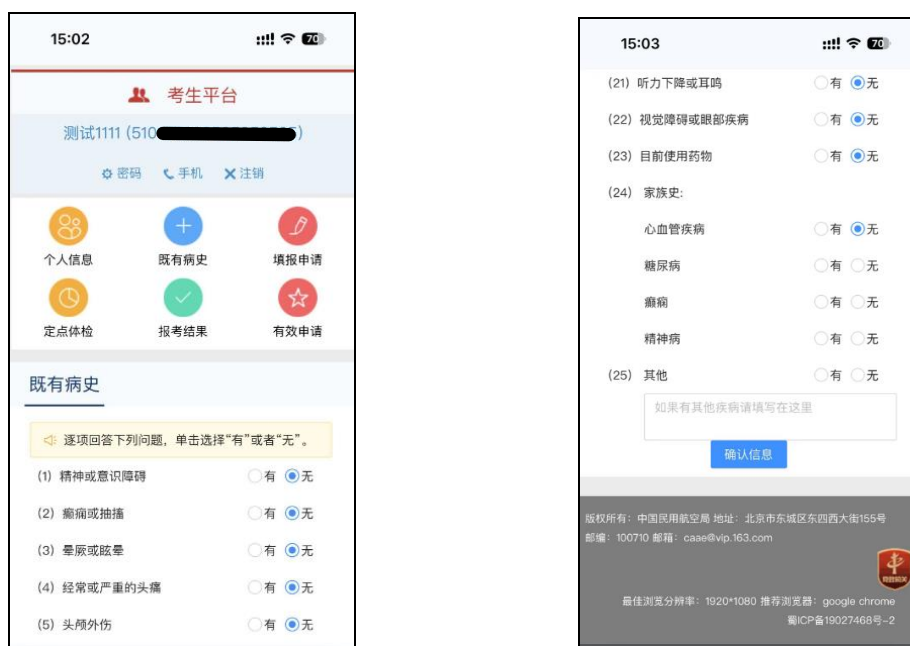 15:02
70
考生平台
测试1111 (510
)
密码 手机 注销
个人信息 既有病史 填报申请
定点体检 报考结果 有效申请
既有病史
逐项回答下列问题，单击选择“有”或者“无”。
(1) 精神或意识障碍 有 无
(2) 癫痫或抽搐 有 无
(3) 晕厥或眩晕 有 无
(4) 经常或严重的头痛 有 无
(5) 头颅外伤 有 无
15:03
70
(21) 听力下降或耳鸣 有 无
(22) 视觉障碍或眼部疾病 有 无
(23) 目前使用药物 有 无
(24) 家族史:
心血管疾病 有 无
糖尿病 有 无
癫痫 有 无
精神病 有 无
(25) 其他 有 无
如果有其他疾病请填写在这里
确认信息
版权所有：中国民用航空局 地址：北京市东城区东四西大街155号
邮编：100710 邮箱：caae@vip.163.com
最佳浏览分辨率：1920*1080 推荐浏览器：google chrome
蜀ICP备19027468号-2